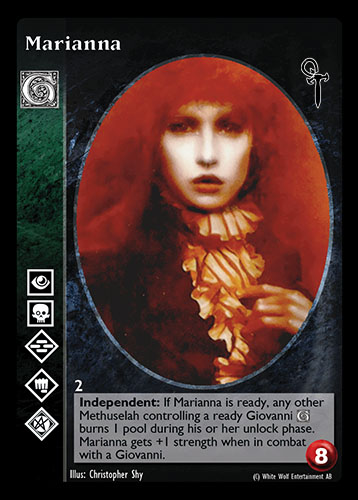 Marianna
2
Independent: If Marianna is ready, any other
Methuselah controlling a ready Giovanni
burns 1 pool during his or her unlock phase.
Marianna gets +1 strength when in combat
with a Giovanni.
8
Illus: Christopher Shy
(C) White Wolf Entertainment AB